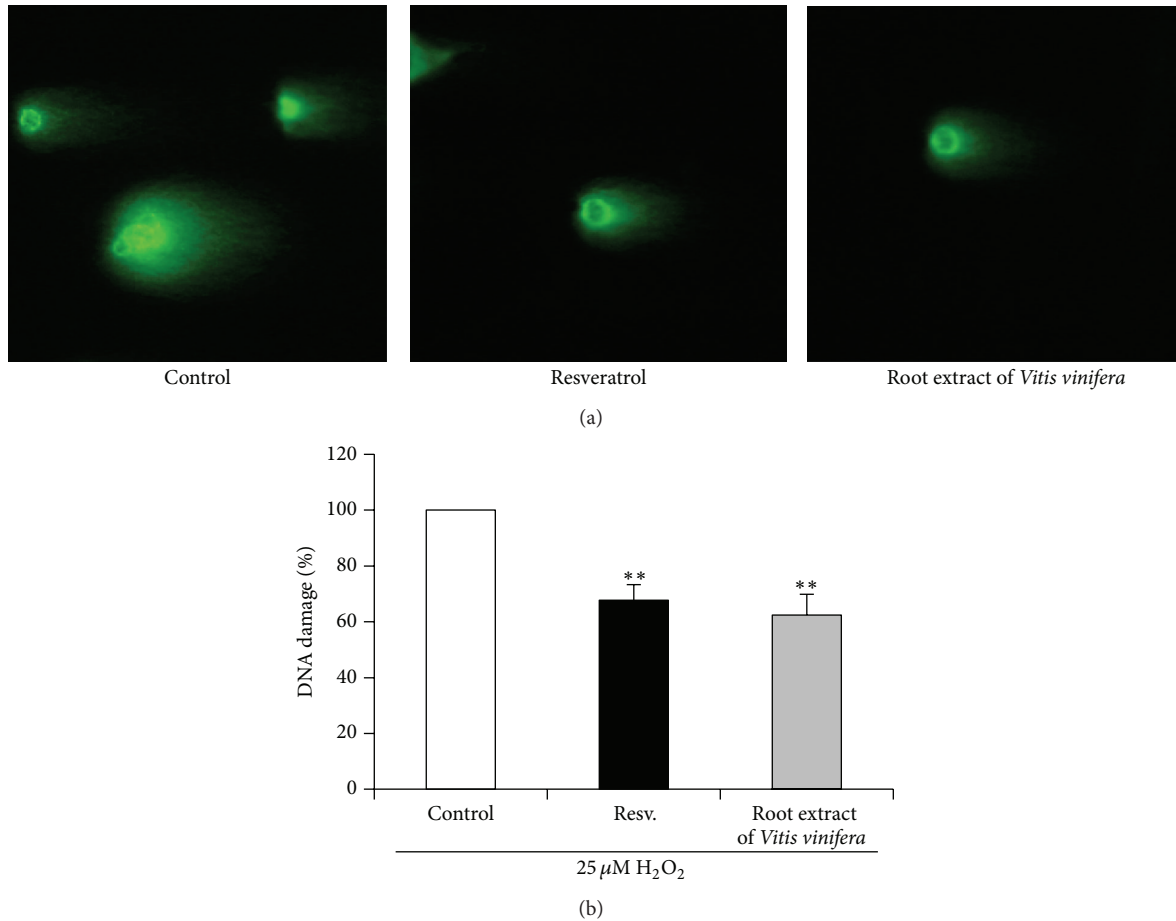 Control
Resveratrol
Root extract of Vitis vinifera
(a)
120
100
80
60
40
20
0
DNA damage (%)
**
**
Control
Resv.
Root extract
of Vitis vinifera
25 μM H₂O₂
(b)